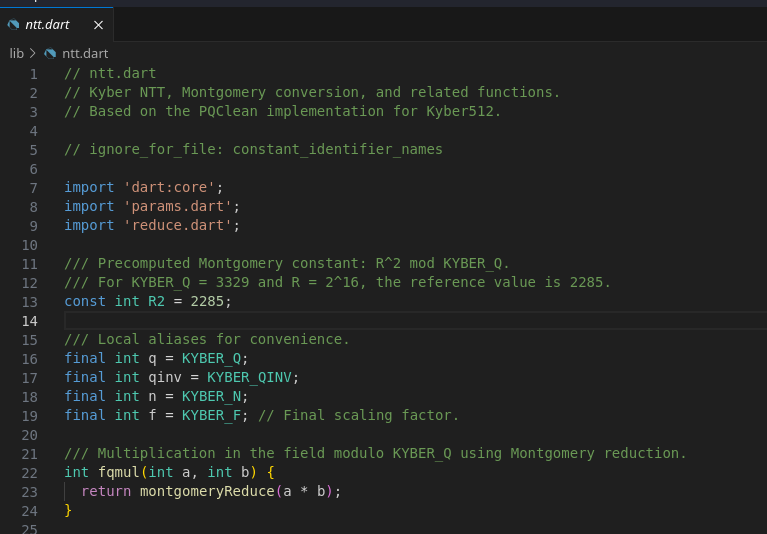 ntt.dart
lib > ntt.dart
1 // ntt.dart
2 // Kyber NTT, Montgomery conversion, and related functions.
3 // Based on the PQClean implementation for Kyber512.
4
5 // ignore_for_file: constant_identifier_names
6
7 import 'dart:core';
8 import 'params.dart';
9 import 'reduce.dart';
10
11 /// Precomputed Montgomery constant: R^2 mod KYBER_Q.
12 /// For KYBER_Q = 3329 and R = 2^16, the reference value is 2285.
13 const int R2 = 2285;
14
15 /// Local aliases for convenience.
16 final int q = KYBER_Q;
17 final int qinv = KYBER_QINV;
18 final int n = KYBER_N;
19 final int f = KYBER_F; // Final scaling factor.
20
21 /// Multiplication in the field modulo KYBER_Q using Montgomery reduction.
22 int fqmul(int a, int b) {
23 return montgomeryReduce(a * b);
24 }
25